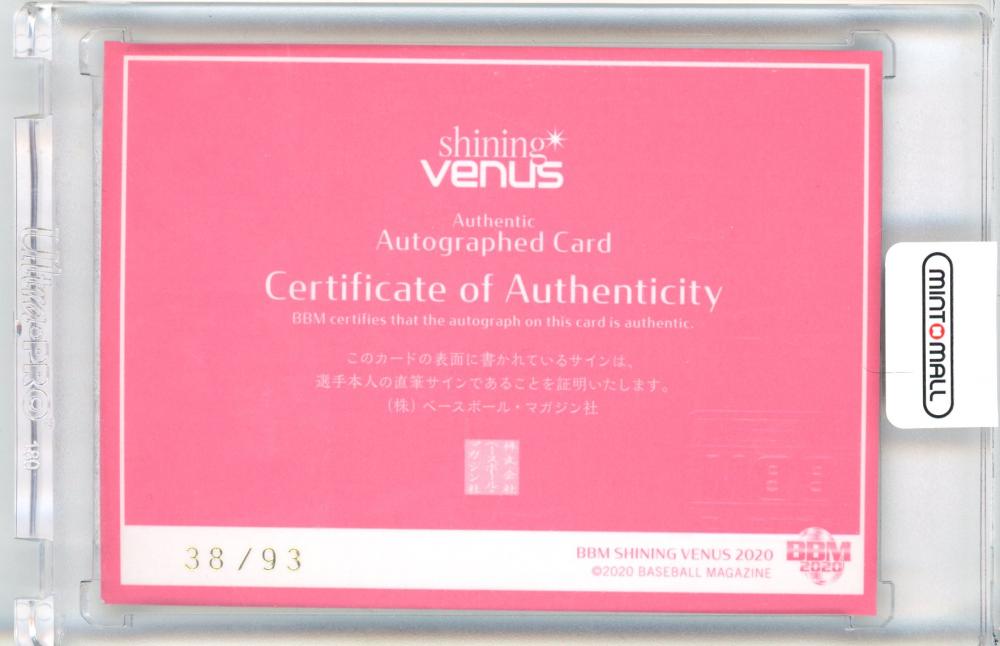 shining
venus
Authentic
Autographed Card
Certificate of Authenticity
BBM certifies that the autograph on this card is authentic.
このカードの表面に書かれているサインは、
選手本人の直筆サインであることを証明いたします。
(株)ベースボール・マガジン社
株式会社
ベースボール・
マガジン社
38/93
BBM SHINING VENUS 2020
©2020 BASEBALL MAGAZINE
BBM
2020
MINT MALL
Ultra PRO
180